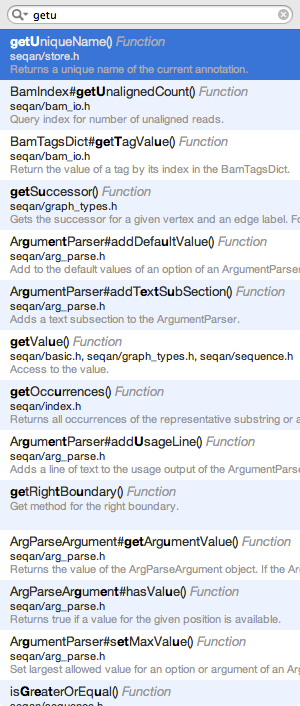 getu
getUniqueName() Function
seqan/store.h
Returns a unique name of the current annotation.
BamIndex#getUnalignedCount() Function
seqan/bam_io.h
Query index for number of unaligned reads.
BamTagsDict#getTagValue() Function
seqan/bam_io.h
Return the value of a tag by its index in the BamTagsDict.
getSuccessor() Function
seqan/graph_types.h
Gets the successor for a given vertex and an edge label. Fo
ArgumentParser#addDefaultValue() Function
seqan/arg_parse.h
Add to the default values of an option of an ArgumentParser
ArgumentParser#addTextSubSection() Function
seqan/arg_parse.h
Adds a text subsection to the ArgumentParser.
getValue() Function
seqan/basic.h, seqan/graph_types.h, seqan/sequence.h
Access to the value.
getOccurrences() Function
seqan/index.h
Returns all occurrences of the representative substring or a
ArgumentParser#addUsageLine() Function
seqan/arg_parse.h
Adds a line of text to the usage output of the ArgumentParse
getRightBoundary() Function
Get method for the right boundary.
ArgParseArgument#getArgumentValue() Function
seqan/arg_parse.h
Returns the value of the ArgParseArgument object. If the Ar
ArgParseArgument#hasValue() Function
seqan/arg_parse.h
Returns true if a value for the given position is available.
ArgumentParser#setMaxValue() Function
seqan/arg_parse.h
Set largest allowed value for an option or argument of an Ar
isGreaterOrEqual() Function
seqan/sequence.h